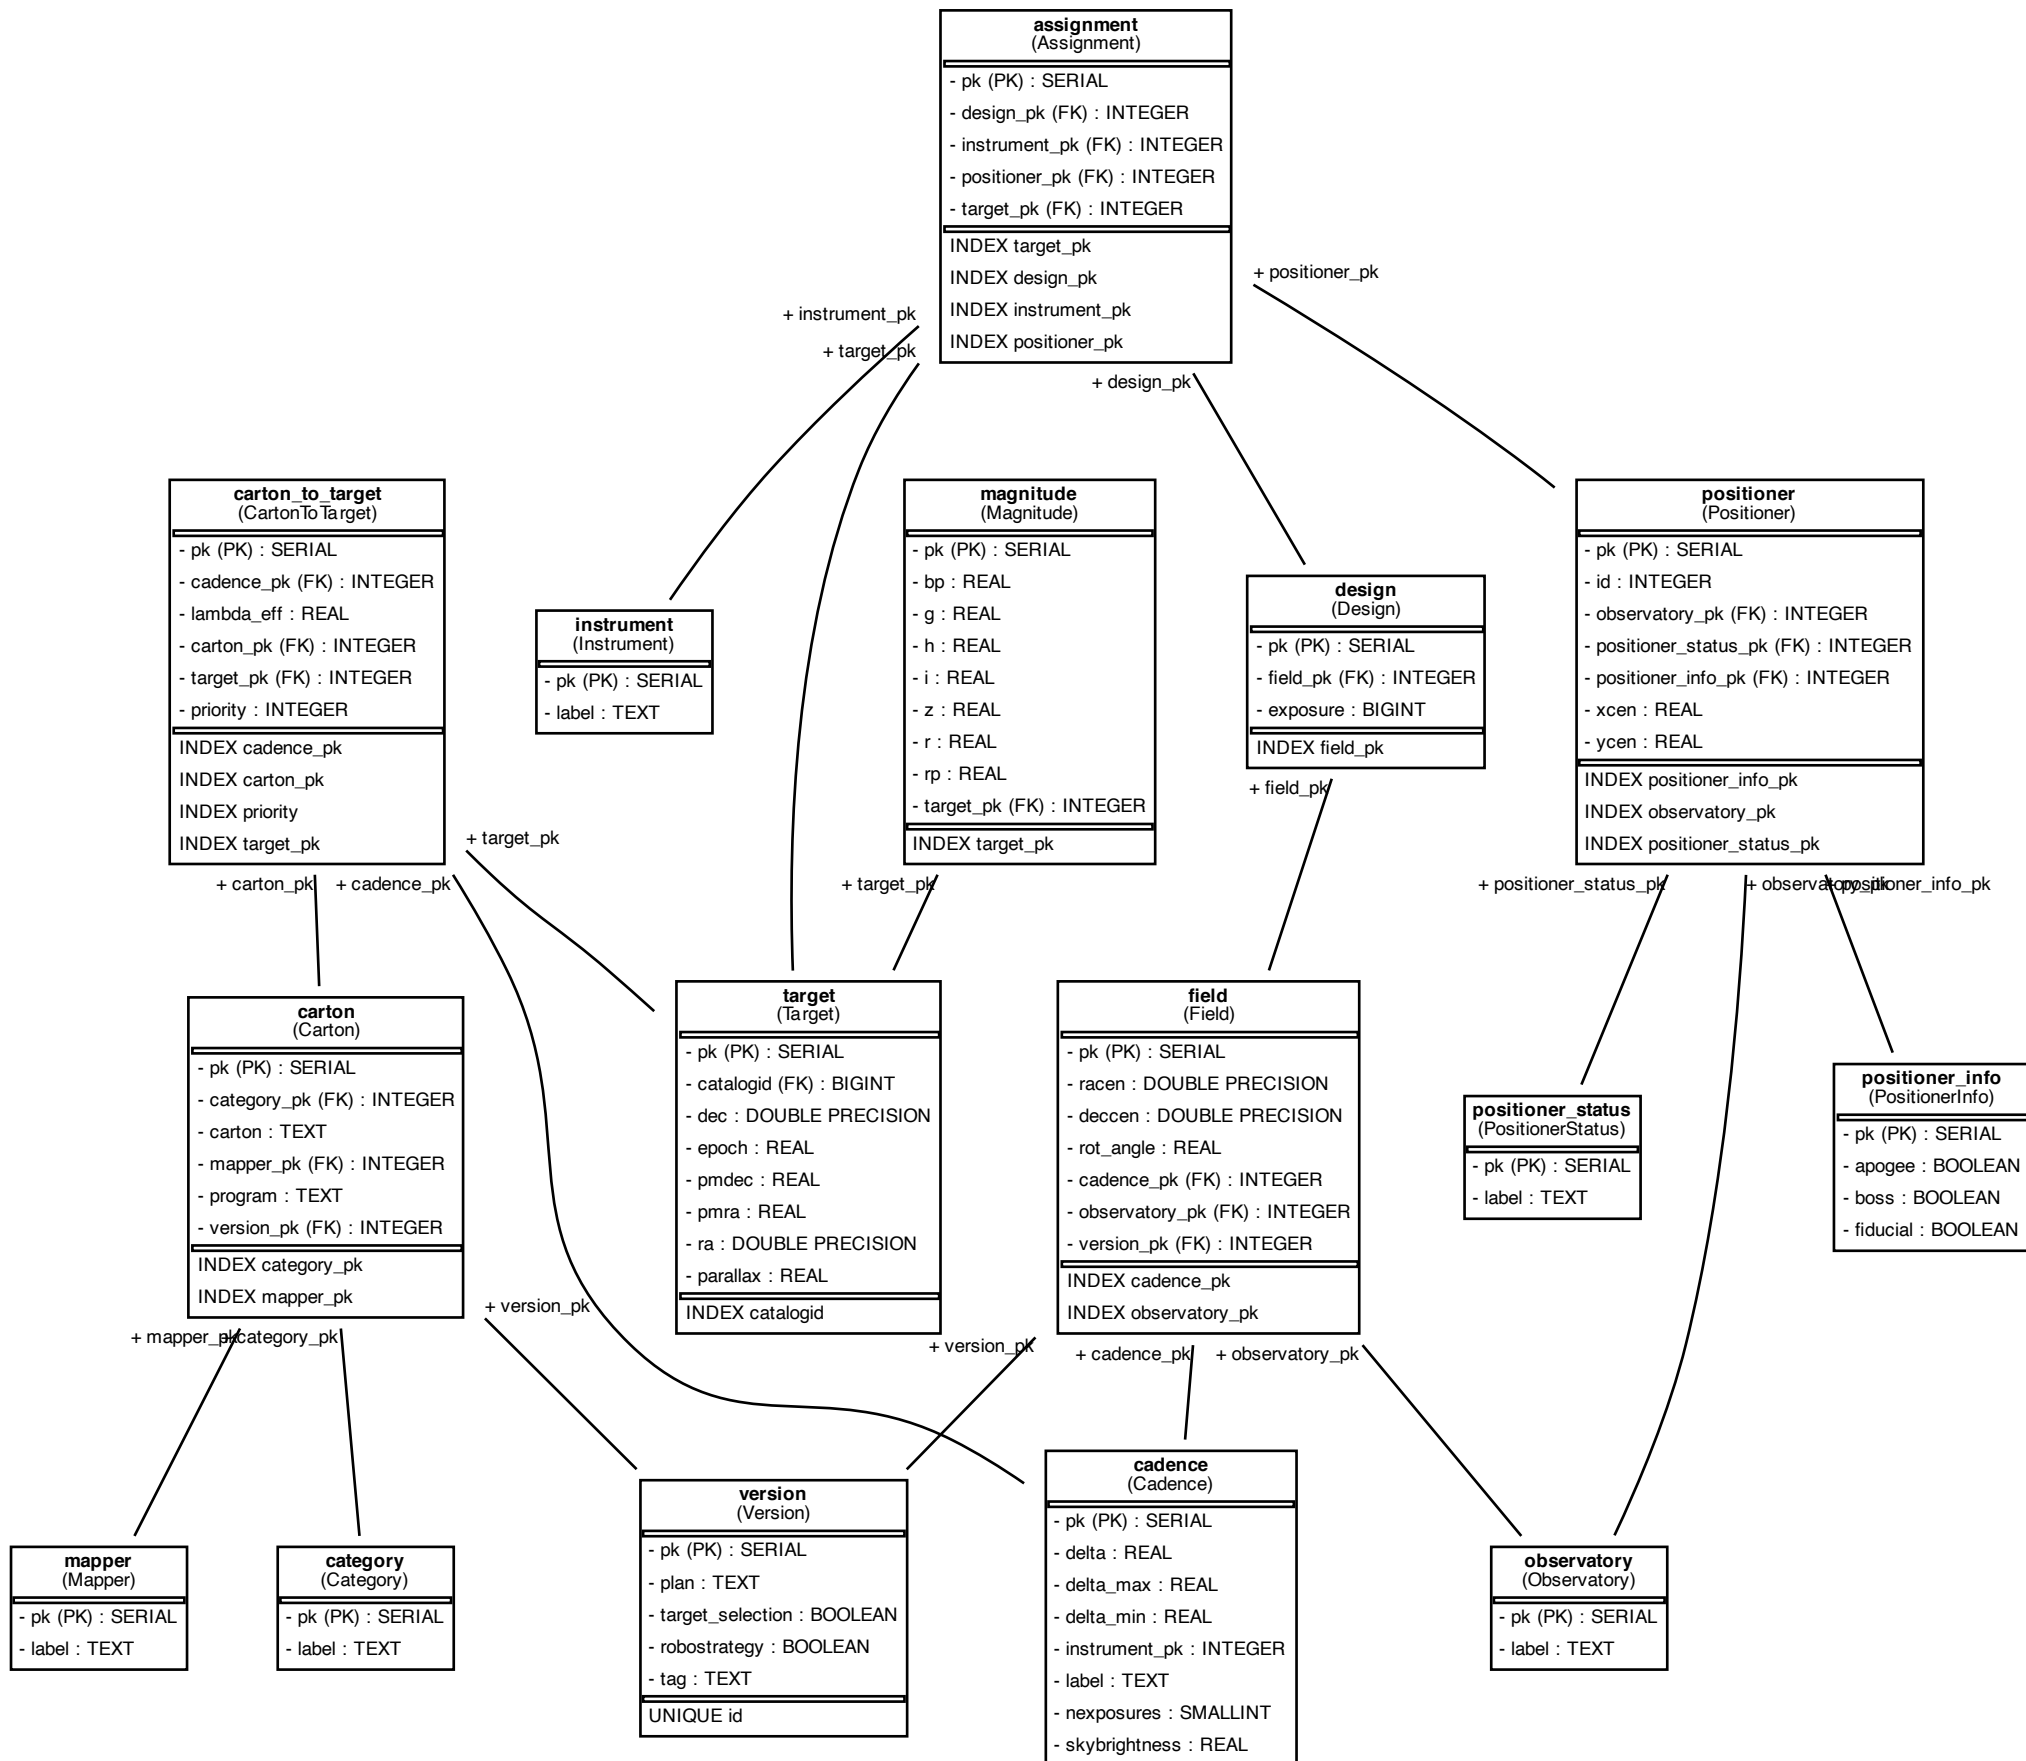 assignment
(Assignment)
- pk (PK) : SERIAL
- design_pk (FK) : INTEGER
- instrument_pk (FK) : INTEGER
- positioner_pk (FK) : INTEGER
- target_pk (FK) : INTEGER
INDEX target_pk
INDEX design_pk
INDEX instrument_pk
INDEX positioner_pk
+ positioner_pk
+ instrument_pk
+ target_pk
+ design_pk
carton_to_target
(CartonToTarget)
- pk (PK) : SERIAL
- cadence_pk (FK) : INTEGER
- lambda_eff : REAL
- carton_pk (FK) : INTEGER
- target_pk (FK) : INTEGER
- priority : INTEGER
INDEX cadence_pk
INDEX carton_pk
INDEX priority
INDEX target_pk
+ target_pk
+ carton_pk
+ cadence_pk
instrument
(Instrument)
- pk (PK) : SERIAL
- label : TEXT
magnitude
(Magnitude)
- pk (PK) : SERIAL
- bp : REAL
- g : REAL
- h : REAL
- i : REAL
- z : REAL
- r : REAL
- rp : REAL
- target_pk (FK) : INTEGER
INDEX target_pk
+ target_pk
design
(Design)
- pk (PK) : SERIAL
- field_pk (FK) : INTEGER
- exposure : BIGINT
INDEX field_pk
+ field_pk
positioner
(Positioner)
- pk (PK) : SERIAL
- id : INTEGER
- observatory_pk (FK) : INTEGER
- positioner_status_pk (FK) : INTEGER
- positioner_info_pk (FK) : INTEGER
- xcen : REAL
- ycen : REAL
INDEX positioner_info_pk
INDEX observatory_pk
INDEX positioner_status_pk
+ positioner_status_pk
+ observatory_pk
+ positioner_info_pk
carton
(Carton)
- pk (PK) : SERIAL
- category_pk (FK) : INTEGER
- carton : TEXT
- mapper_pk (FK) : INTEGER
- program : TEXT
- version_pk (FK) : INTEGER
INDEX category_pk
INDEX mapper_pk
+ version_pk
+ mapper_pk
+ category_pk
target
(Target)
- pk (PK) : SERIAL
- catalogid (FK) : BIGINT
- dec : DOUBLE PRECISION
- epoch : REAL
- pmdec : REAL
- pmra : REAL
- ra : DOUBLE PRECISION
- parallax : REAL
INDEX catalogid
field
(Field)
- pk (PK) : SERIAL
- racen : DOUBLE PRECISION
- deccen : DOUBLE PRECISION
- rot_angle : REAL
- cadence_pk (FK) : INTEGER
- observatory_pk (FK) : INTEGER
- version_pk (FK) : INTEGER
INDEX cadence_pk
INDEX observatory_pk
+ version_pk
+ cadence_pk
+ observatory_pk
positioner_status
(PositionerStatus)
- pk (PK) : SERIAL
- label : TEXT
positioner_info
(PositionerInfo)
- pk (PK) : SERIAL
- apogee : BOOLEAN
- boss : BOOLEAN
- fiducial : BOOLEAN
mapper
(Mapper)
- pk (PK) : SERIAL
- label : TEXT
category
(Category)
- pk (PK) : SERIAL
- label : TEXT
version
(Version)
- pk (PK) : SERIAL
- plan : TEXT
- target_selection : BOOLEAN
- robostrategy : BOOLEAN
- tag : TEXT
UNIQUE id
cadence
(Cadence)
- pk (PK) : SERIAL
- delta : REAL
- delta_max : REAL
- delta_min : REAL
- instrument_pk : INTEGER
- label : TEXT
- nexposures : SMALLINT
- skybrightness : REAL
observatory
(Observatory)
- pk (PK) : SERIAL
- label : TEXT